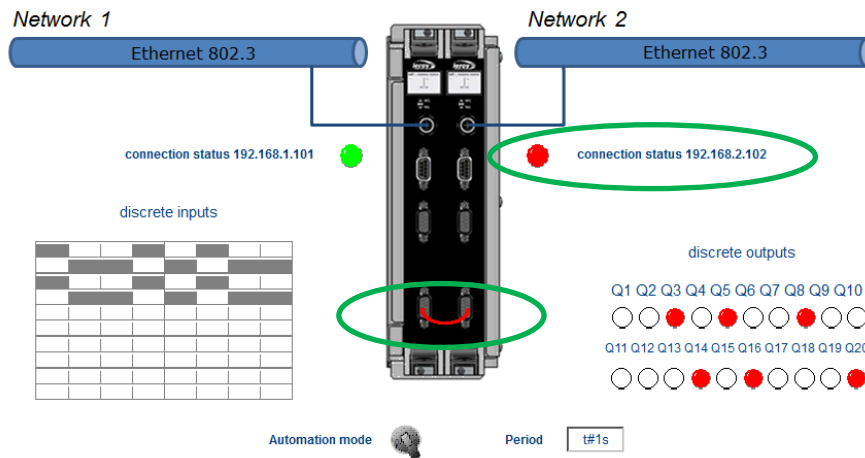 Network 1
Network 2
Ethernet 802.3
Ethernet 802.3
connection status 192.168.1.101
connection status 192.168.2.102
discrete inputs
discrete outputs
Q1 Q2 Q3 Q4 Q5 Q6 Q7 Q8 Q9 Q10
Q11 Q12 Q13 Q14 Q15 Q16 Q17 Q18 Q19 Q20
Automation mode
Period
t#1s